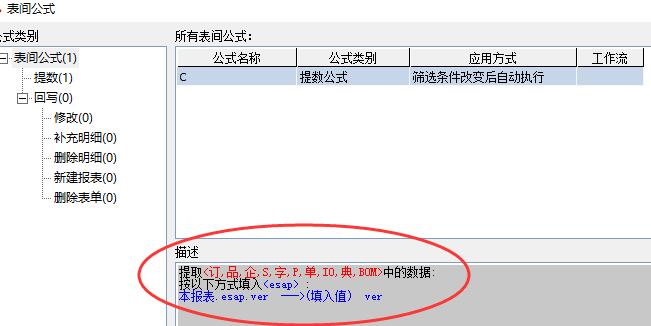 表间公式
公式类别
所有表间公式:
表间公式(1)
提数(1)
回写(0)
修改(0)
补充明细(0)
删除明细(0)
新建报表(0)
删除表单(0)
公式名称 公式类别 应用方式 工作流
C 提数公式 筛选条件改变后自动执行
描述
提取<订,品,企,S,字,P,单,IO,典,BOM>中的数据:
按以下方式填入<esap> :
本报表.esap.ver --->(填入值) ver